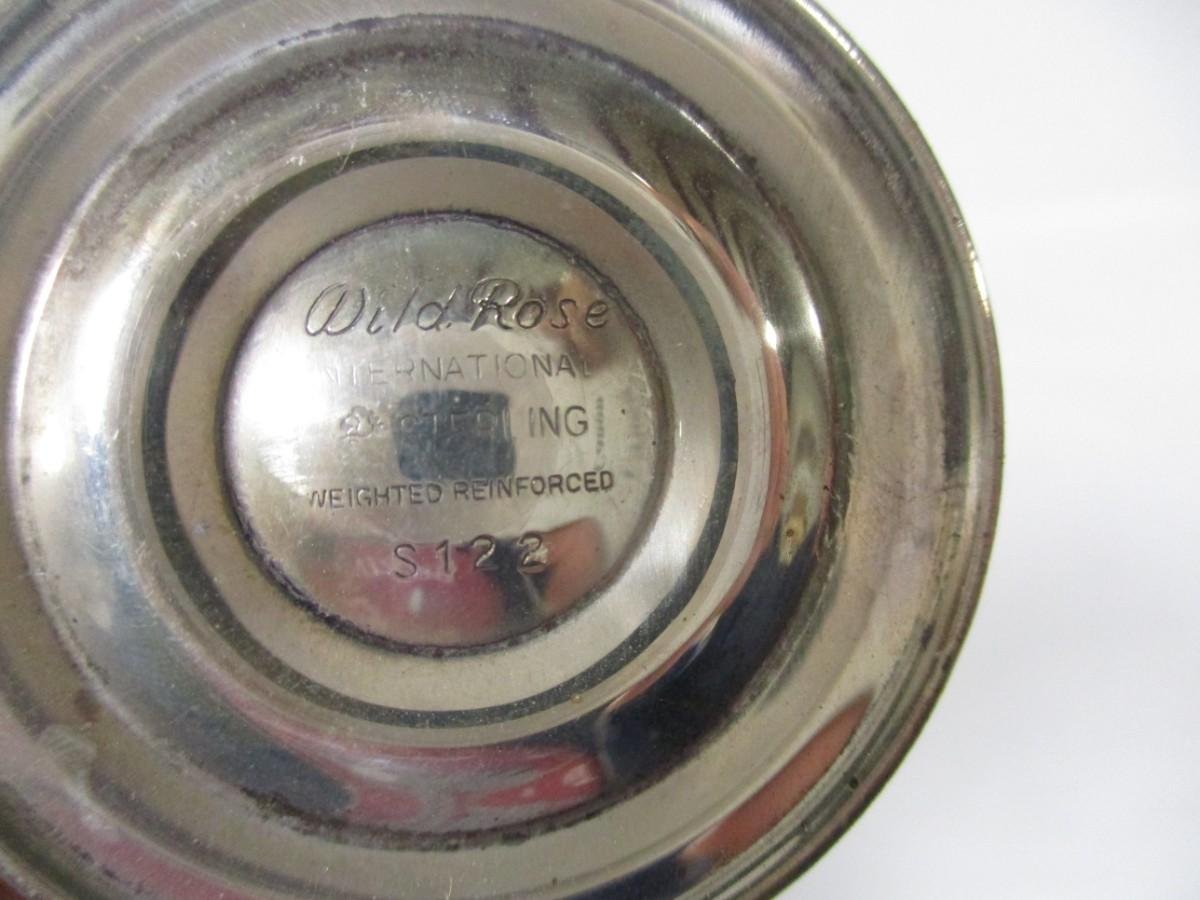 Wild Rose
INTERNATIONAL
STERLING
WEIGHTED REINFORCED
S122